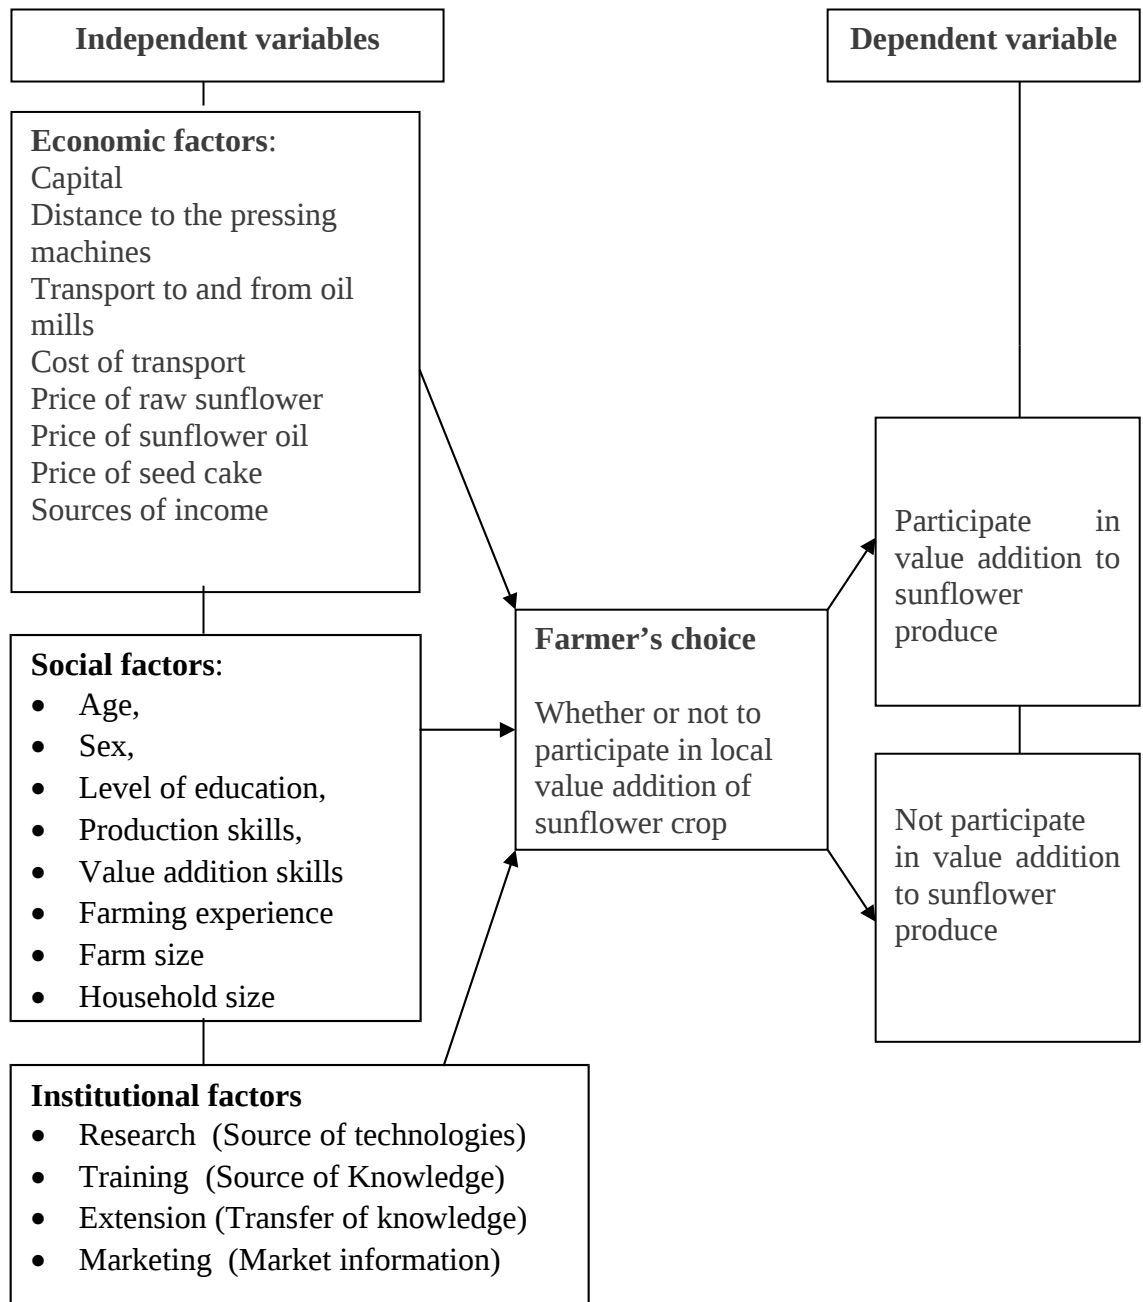 Independent variables
Dependent variable
Economic factors:
Capital
Distance to the pressing
machines
Transport to and from oil
mills
Cost of transport
Price of raw sunflower
Price of sunflower oil
Price of seed cake
Sources of income
Social factors:
• Age,
• Sex,
• Level of education,
• Production skills,
• Value addition skills
• Farming experience
• Farm size
• Household size
Institutional factors
• Research (Source of technologies)
• Training (Source of Knowledge)
• Extension (Transfer of knowledge)
• Marketing (Market information)
Farmer’s choice
Whether or not to
participate in local
value addition of
sunflower crop
Participate in
value addition to
sunflower
produce
Not participate
in value addition
to sunflower
produce